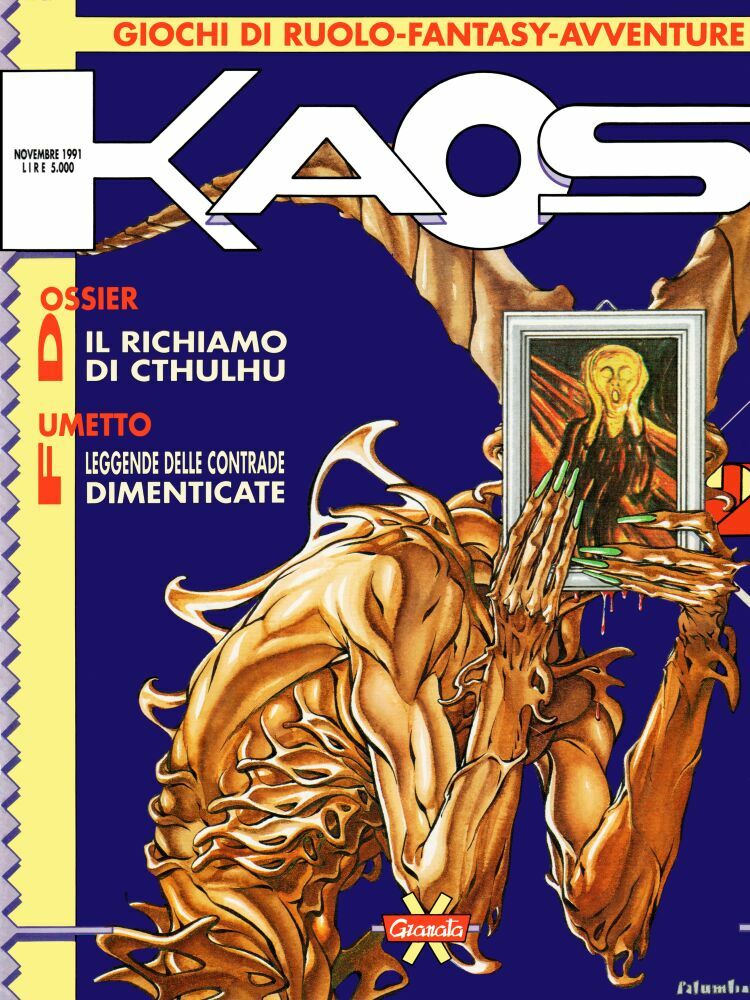 GIOCHI DI RUOLO-FANTASY-AVVENTURE
KAOS
NOVEMBRE 1991
LIRE 5.000
DOSSIER
IL RICHIAMO
DI CTHULHU
FUMETTO
LEGGENDE DELLE CONTRADE
DIMENTICATE
2
Granata